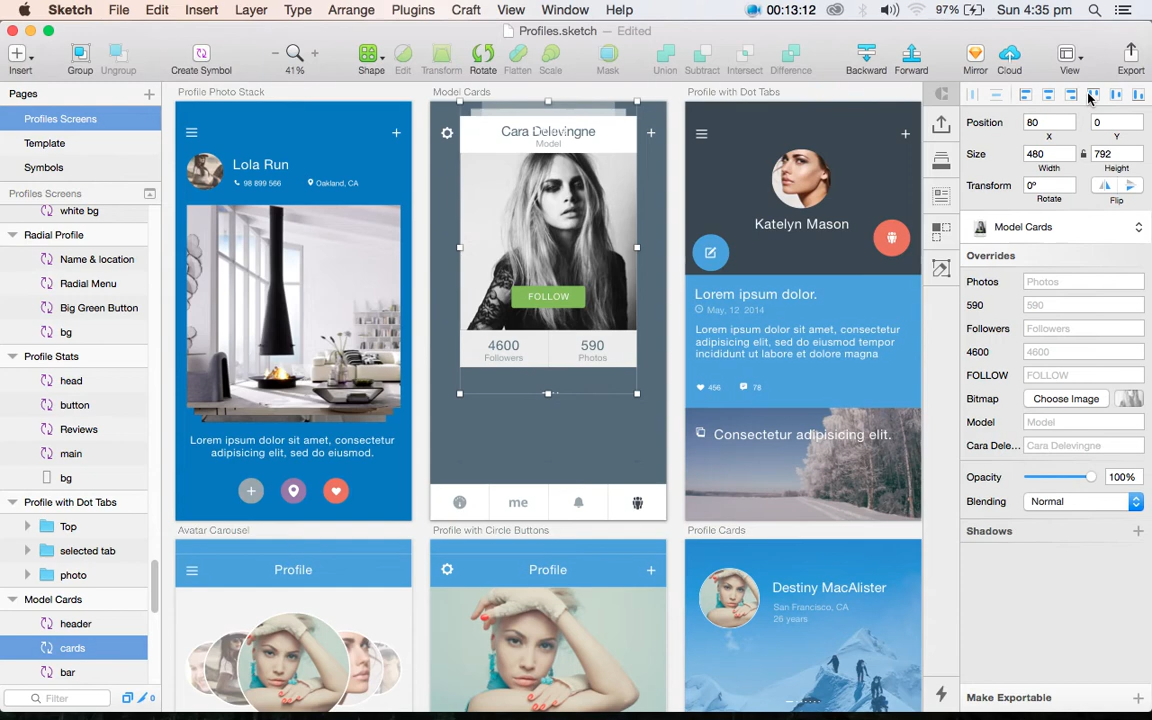 Sketch File Edit Insert Layer Type Arrange Plugins Craft View Window Help 00:13:12 97% Sun 4:35 pm
Profiles.sketch — Edited
41%
Insert Group Ungroup Create Symbol Shape Edit Transform Rotate Flatten Scale Mask Union Subtract Intersect Difference Backward Forward Mirror Cloud View Export
Pages
Profiles Screens
Template
Symbols
Profiles Screens
white bg
Radial Profile
Name & location
Radial Menu
Big Green Button
bg
Profile Stats
head
button
Reviews
main
bg
Profile with Dot Tabs
Top
selected tab
photo
Model Cards
header
cards
bar
Filter
0
Profile Photo Stack
Lola Run
98 899 566
Oakland, CA
Lorem ipsum dolor sit amet, consectetur
adipisicing elit, sed do eiusmod.
Model Cards
Cara Delevingne
Model
FOLLOW
4600
Followers
590
Photos
me
Profile with Dot Tabs
Katelyn Mason
Lorem ipsum dolor.
May, 12 2014
Lorem ipsum dolor sit amet, consectetur
adipisicing elit, sed do eiusmod tempor
incididunt ut labore et dolore magna
456
78
Consectetur adipisicing elit.
Avatar Carousel
Profile
Profile with Circle Buttons
Profile
Profile Cards
Destiny MacAlister
San Francisco, CA
26 years
Position 80 0
X Y
Size 480 792
Width Height
Transform 0°
Rotate Flip
Model Cards
Overrides
Photos Photos
590 590
Followers Followers
4600 4600
FOLLOW FOLLOW
Bitmap Choose Image
Model Model
Cara Dele... Cara Delevingne
Opacity 100%
Blending Normal
Shadows
Make Exportable